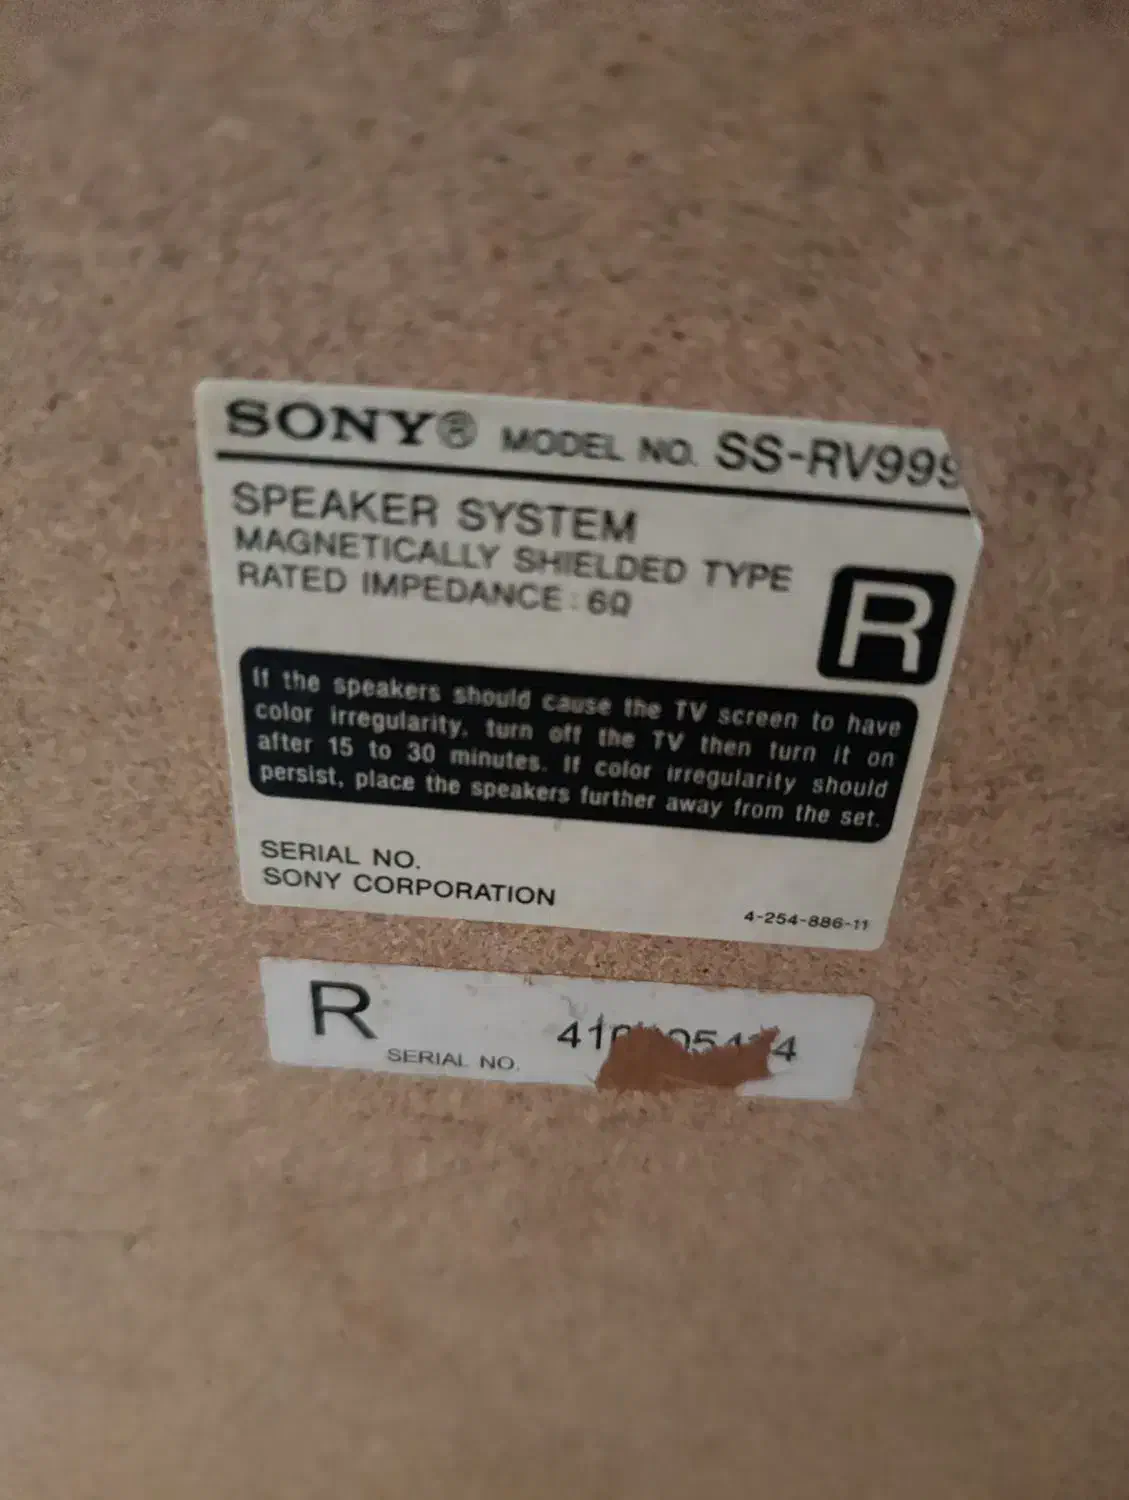 SONY® MODEL NO. SS-RV999
SPEAKER SYSTEM
MAGNETICALLY SHIELDED TYPE
RATED IMPEDANCE : 6Ω
R
If the speakers should cause the TV screen to have
color irregularity, turn off the TV then turn it on
after 15 to 30 minutes. If color irregularity should
persist, place the speakers further away from the set.
SERIAL NO.
SONY CORPORATION
4-254-886-11
R
SERIAL NO.